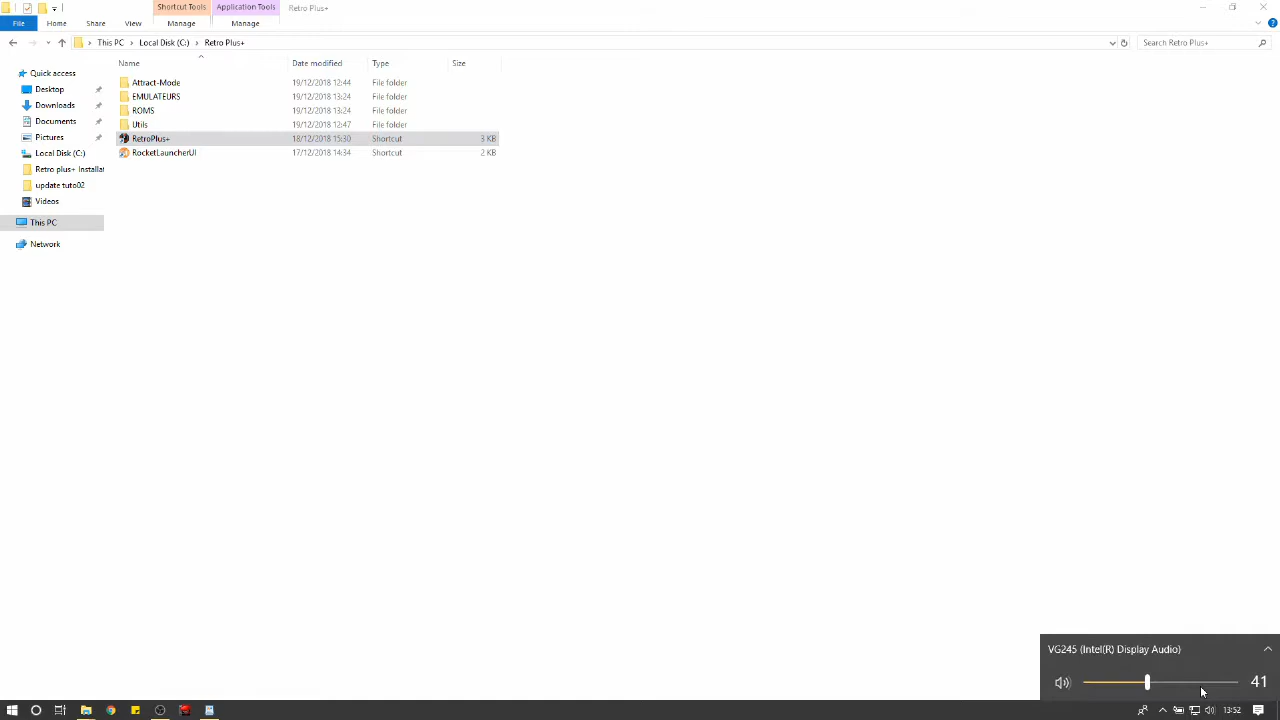 Shortcut Tools Application Tools Retro Plus+
File Home Share View Manage Manage
This PC Local Disk (C:) Retro Plus+ Search Retro Plus+
Name Date modified Type Size
Quick access
Desktop
Downloads
Documents
Pictures
Local Disk (C:)
Retro plus+ Installat
update tuto02
Videos
This PC
Network
Attract-Mode 19/12/2018 12:44 File folder
EMULATEURS 19/12/2018 13:24 File folder
ROMS 19/12/2018 13:24 File folder
Utils 19/12/2018 12:47 File folder
RetroPlus+ 18/12/2018 15:30 Shortcut 3 KB
RocketLauncherUI 17/12/2018 14:34 Shortcut 2 KB
VG245 (Intel(R) Display Audio)
41
13:52